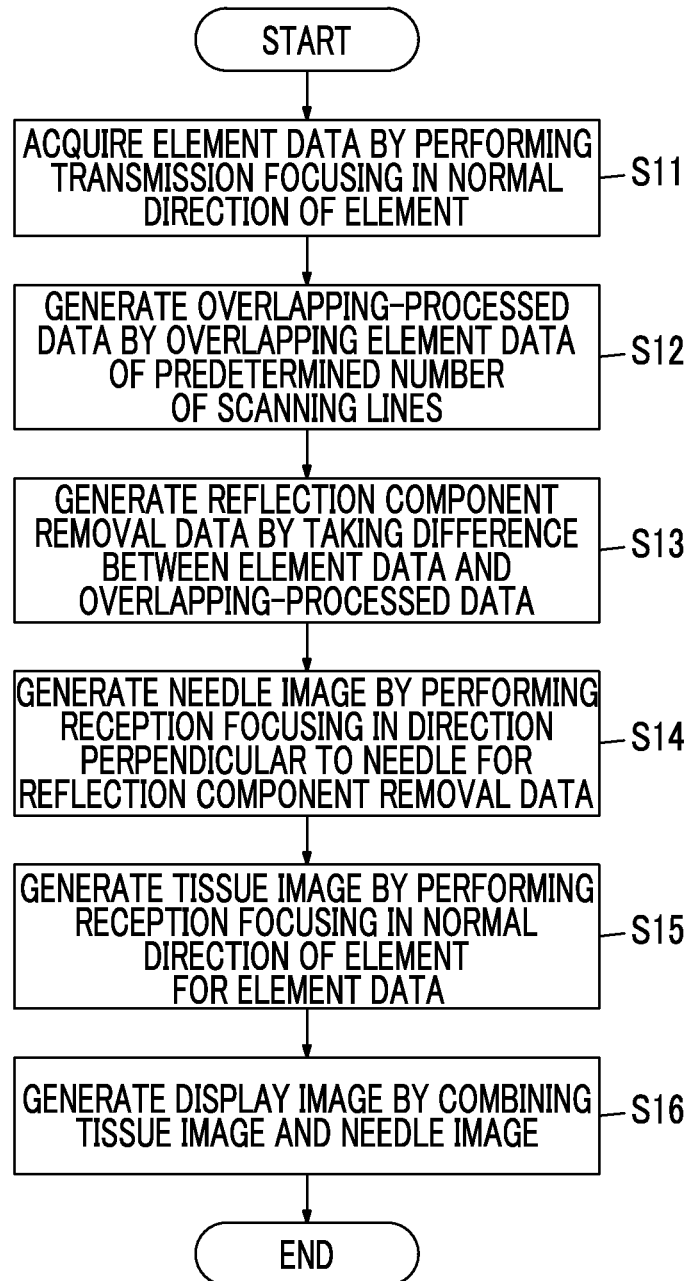 START
ACQUIRE ELEMENT DATA BY PERFORMING
TRANSMISSION FOCUSING IN NORMAL
DIRECTION OF ELEMENT
S11
GENERATE OVERLAPPING-PROCESSED
DATA BY OVERLAPPING ELEMENT DATA
OF PREDETERMINED NUMBER
OF SCANNING LINES
S12
GENERATE REFLECTION COMPONENT
REMOVAL DATA BY TAKING DIFFERENCE
BETWEEN ELEMENT DATA AND
OVERLAPPING-PROCESSED DATA
S13
GENERATE NEEDLE IMAGE BY PERFORMING
RECEPTION FOCUSING IN DIRECTION
PERPENDICULAR TO NEEDLE FOR
REFLECTION COMPONENT REMOVAL DATA
S14
GENERATE TISSUE IMAGE BY PERFORMING
RECEPTION FOCUSING IN NORMAL
DIRECTION OF ELEMENT
FOR ELEMENT DATA
S15
GENERATE DISPLAY IMAGE BY COMBINING
TISSUE IMAGE AND NEEDLE IMAGE
S16
END